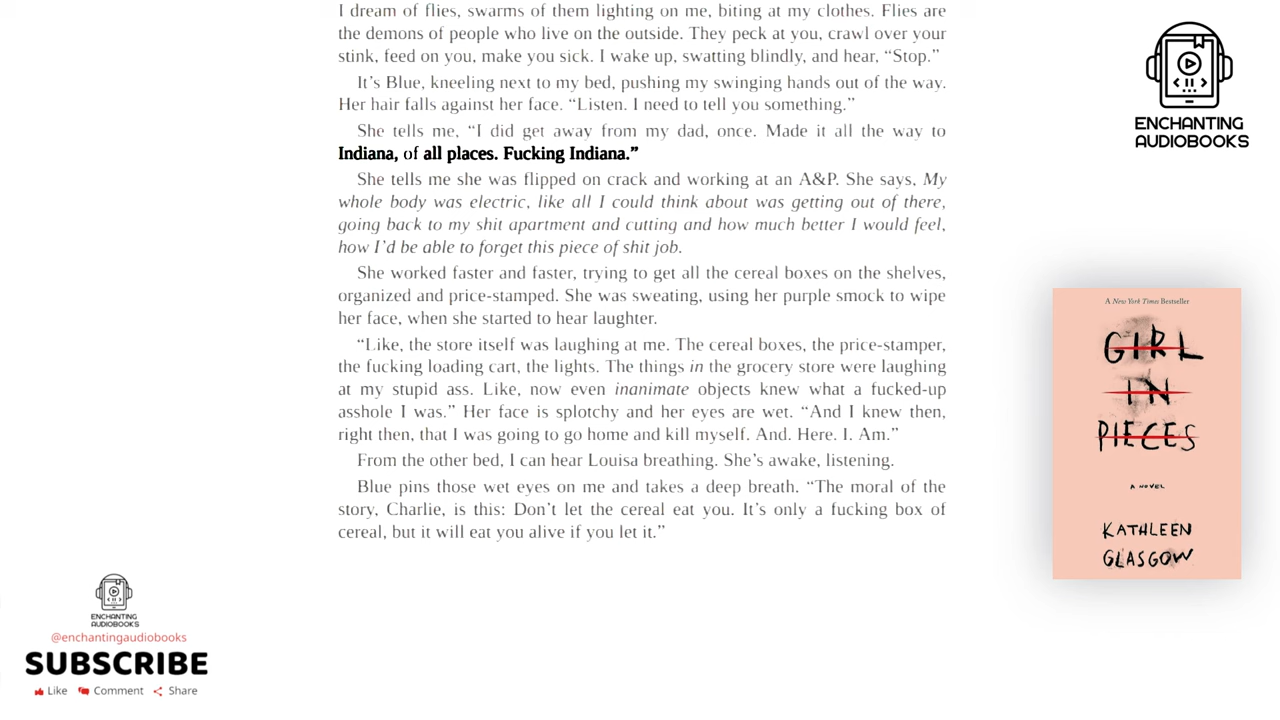 I dream of flies, swarms of them lighting on me, biting at my clothes. Flies are
the demons of people who live on the outside. They peck at you, crawl over your
stink, feed on you, make you sick. I wake up, swatting blindly, and hear, “Stop.”
It’s Blue, kneeling next to my bed, pushing my swinging hands out of the way.
Her hair falls against her face. “Listen. I need to tell you something.”
She tells me, “I did get away from my dad, once. Made it all the way to
Indiana, of all places. Fucking Indiana.”
She tells me she was flipped on crack and working at an A&P. She says, My
whole body was electric, like all I could think about was getting out of there,
going back to my shit apartment and cutting and how much better I would feel,
how I’d be able to forget this piece of shit job.
She worked faster and faster, trying to get all the cereal boxes on the shelves,
organized and price-stamped. She was sweating, using her purple smock to wipe
her face, when she started to hear laughter.
“Like, the store itself was laughing at me. The cereal boxes, the price-stamper,
the fucking loading cart, the lights. The things in the grocery store were laughing
at my stupid ass. Like, now even inanimate objects knew what a fucked-up
asshole I was.” Her face is splotchy and her eyes are wet. “And I knew then,
right then, that I was going to go home and kill myself. And. Here. I. Am.”
From the other bed, I can hear Louisa breathing. She’s awake, listening.
Blue pins those wet eyes on me and takes a deep breath. “The moral of the
story, Charlie, is this: Don’t let the cereal eat you. It’s only a fucking box of
cereal, but it will eat you alive if you let it.”
ENCHANTING
AUDIOBOOKS
A New York Times Bestseller
GIRL
IN
PIECES
A NOVEL
KATHLEEN
GLASGOW
ENCHANTING
AUDIOBOOKS
@enchantingaudiobooks
SUBSCRIBE
Like Comment Share